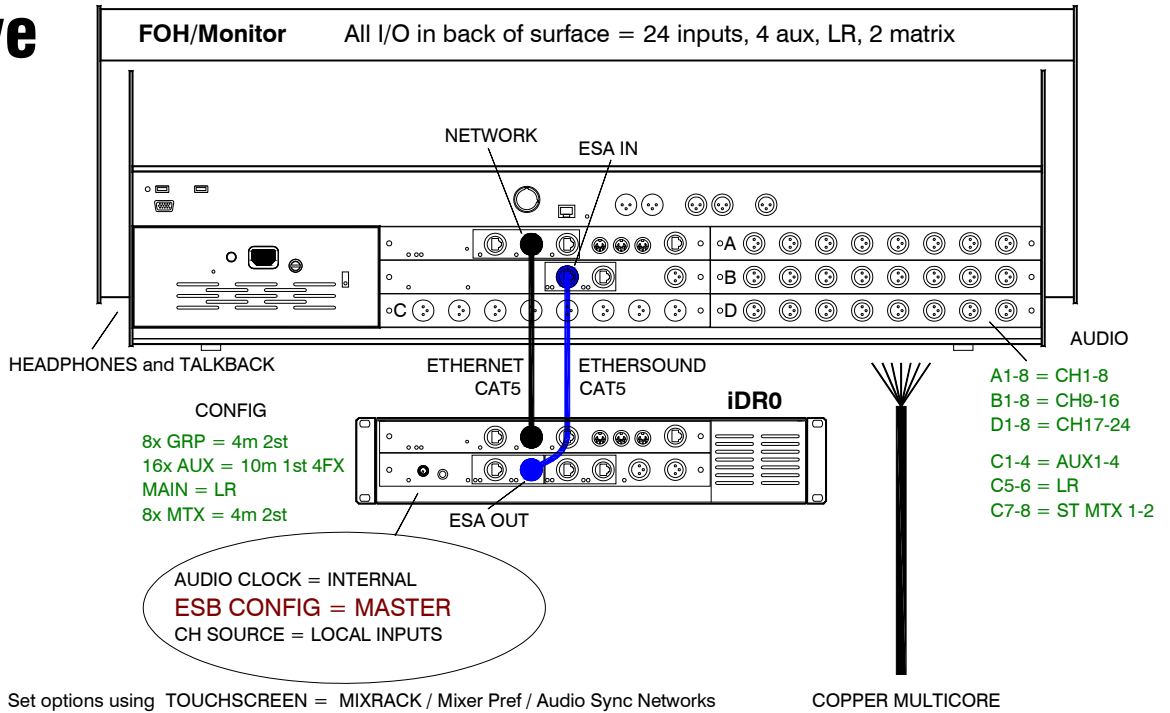 ve
FOH/Monitor All I/O in back of surface = 24 inputs, 4 aux, LR, 2 matrix
NETWORK
ESA IN
A
B
C
D
HEADPHONES and TALKBACK
ETHERNET
CAT5
ETHERSOUND
CAT5
AUDIO
A1-8 = CH1-8
B1-8 = CH9-16
D1-8 = CH17-24
C1-4 = AUX1-4
C5-6 = LR
C7-8 = ST MTX 1-2
CONFIG
8x GRP = 4m 2st
16x AUX = 10m 1st 4FX
MAIN = LR
8x MTX = 4m 2st
iDR0
ESA OUT
AUDIO CLOCK = INTERNAL
ESB CONFIG = MASTER
CH SOURCE = LOCAL INPUTS
Set options using TOUCHSCREEN = MIXRACK / Mixer Pref / Audio Sync Networks
COPPER MULTICORE